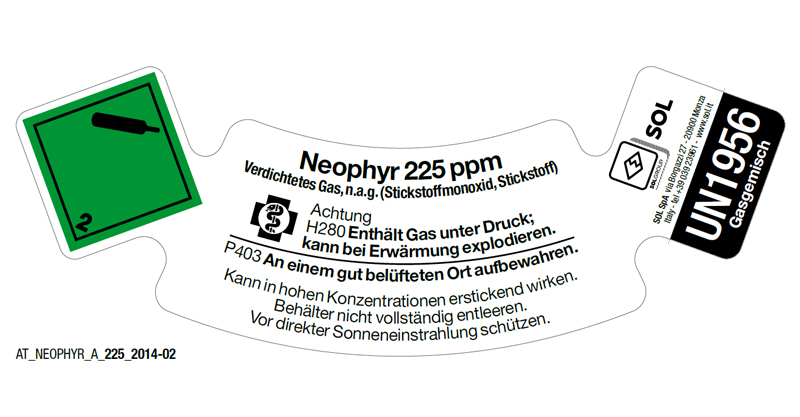 2
Neophyr 225 ppm
Verdichtetes Gas, n.a.g. (Stickstoffmonoxid, Stickstoff)
Achtung
H280 Enthält Gas unter Druck;
kann bei Erwärmung explodieren.
P403 An einem gut belüfteten Ort aufbewahren.
Kann in hohen Konzentrationen erstickend wirken.
Behälter nicht vollständig entleeren.
Vor direkter Sonneneinstrahlung schützen.
SOLGROUP
SOL
SOL SpA via Borgazzi 27 - 20900 Monza
Italy - tel +39 039 23961 - www.sol.it
UN1956
Gasgemisch
AT_NEOPHYR_A_225_2014-02